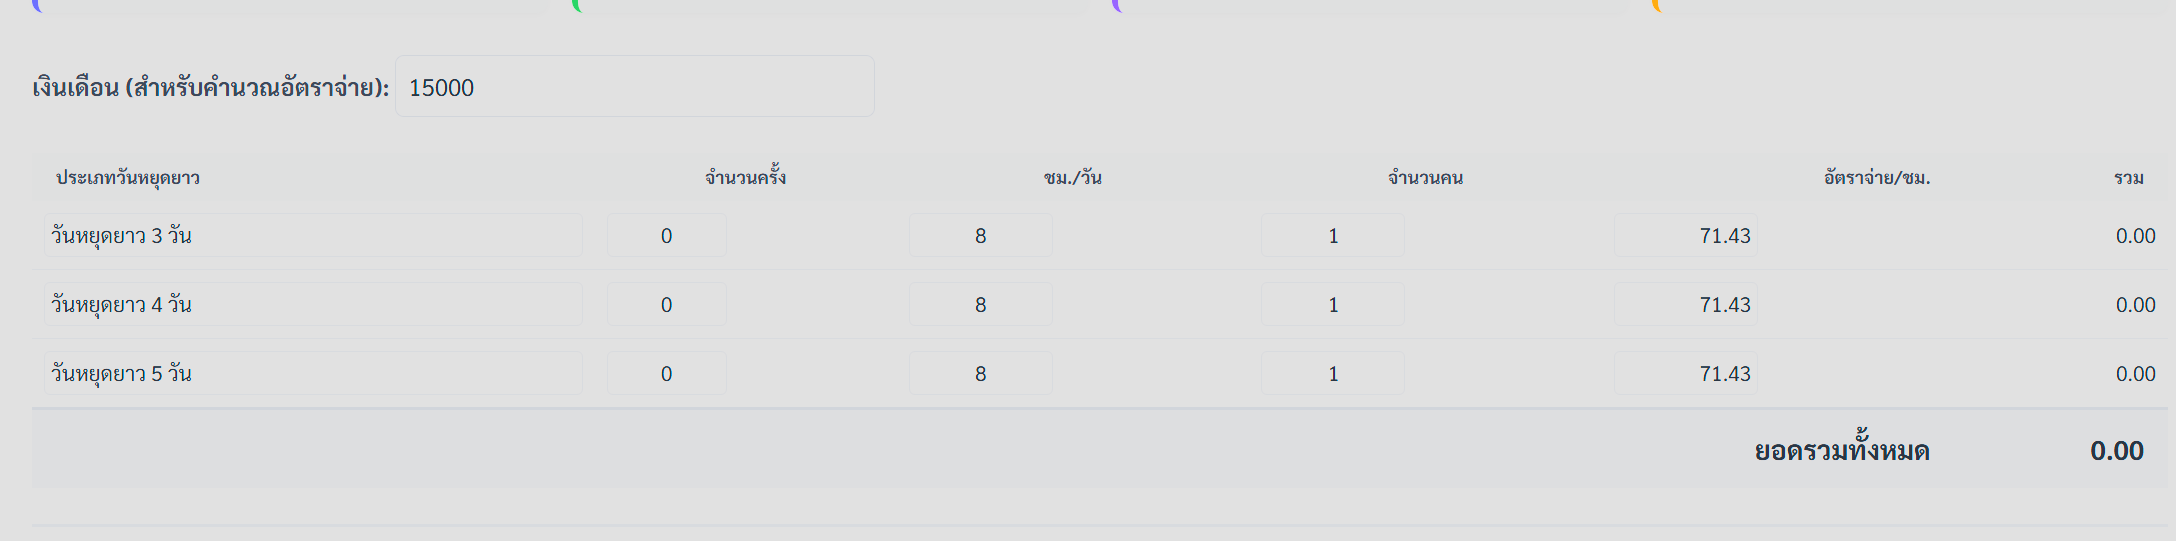 เงินเดือน (สำหรับคำนวณอัตราจ่าย): 15000
ประเภทวันหยุดยาว จำนวนครั้ง ชม./วัน จำนวนคน อัตราจ่าย/ชม. รวม
วันหยุดยาว 3 วัน 0 8 1 71.43 0.00
วันหยุดยาว 4 วัน 0 8 1 71.43 0.00
วันหยุดยาว 5 วัน 0 8 1 71.43 0.00
ยอดรวมทั้งหมด 0.00